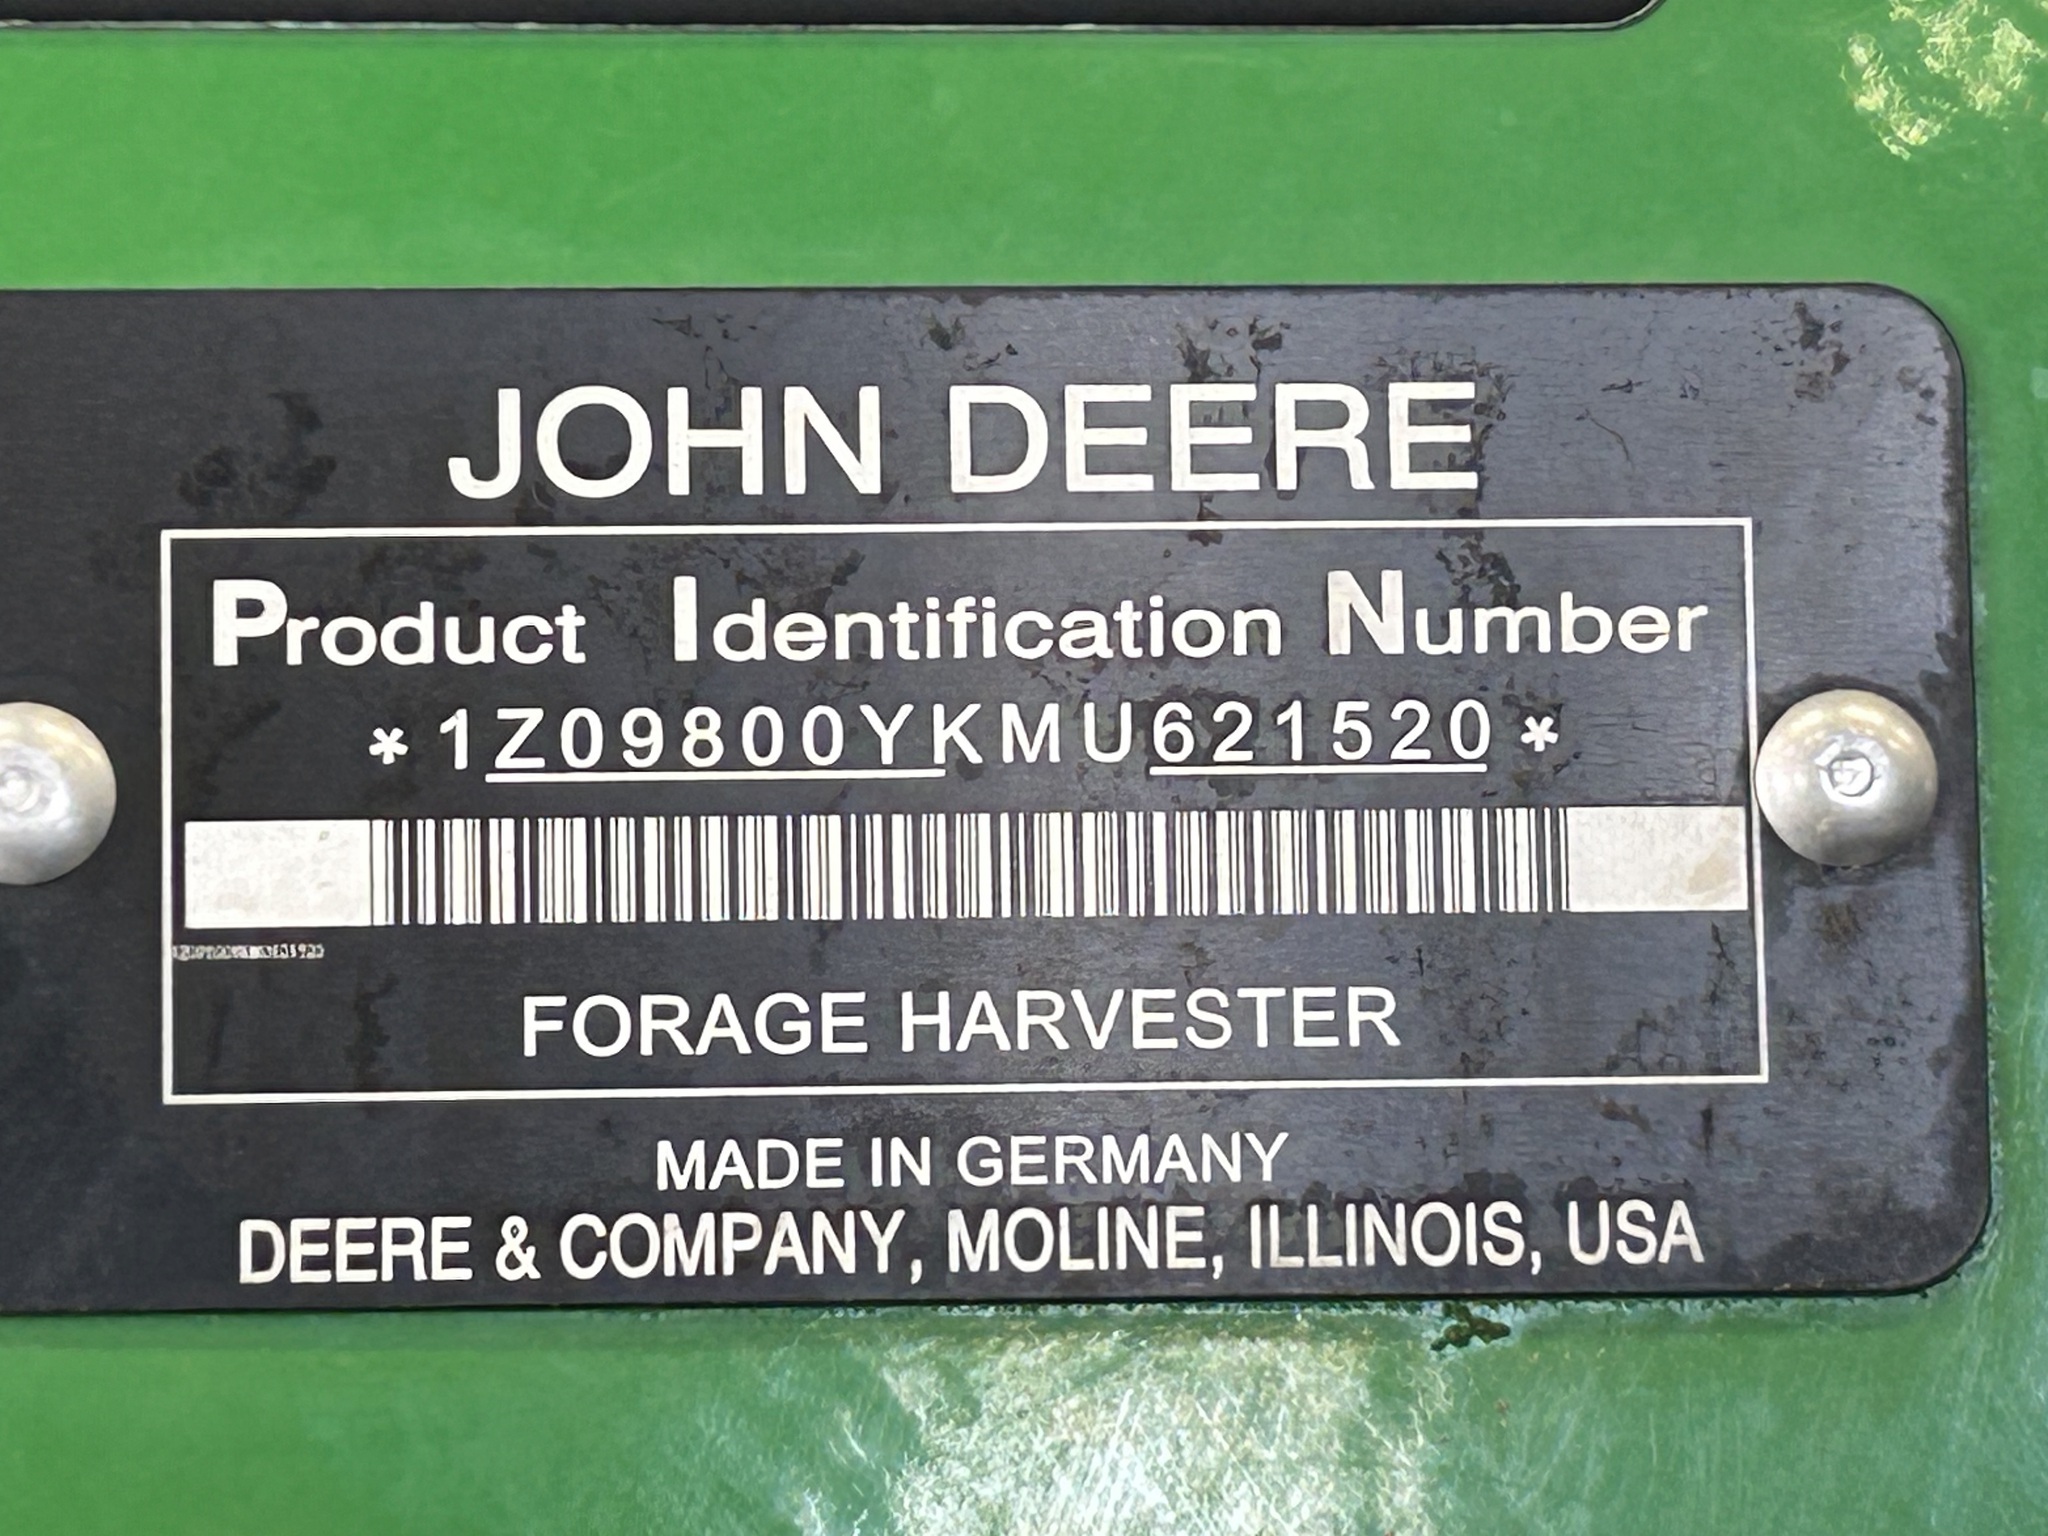 JOHN DEERE
Product Identification Number
*1Z09800YKMU621520*
FORAGE HARVESTER
MADE IN GERMANY
DEERE & COMPANY, MOLINE, ILLINOIS, USA